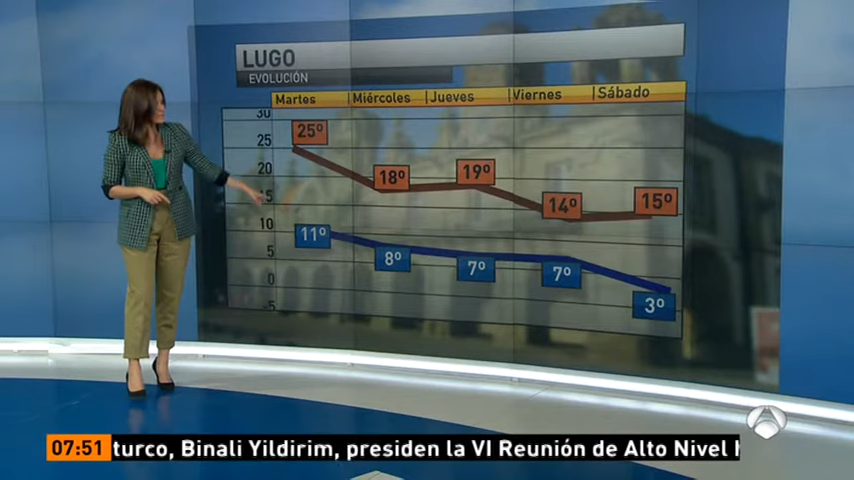 LUGO
EVOLUCIÓN
Martes Miércoles Jueves Viernes Sábado
30
25
20
15
10
5
0
-5
25º 18º 19º 14º 15º
11º 8º 7º 7º 3º
07:51 turco, Binali Yildirim, presiden la VI Reunión de Alto Nivel